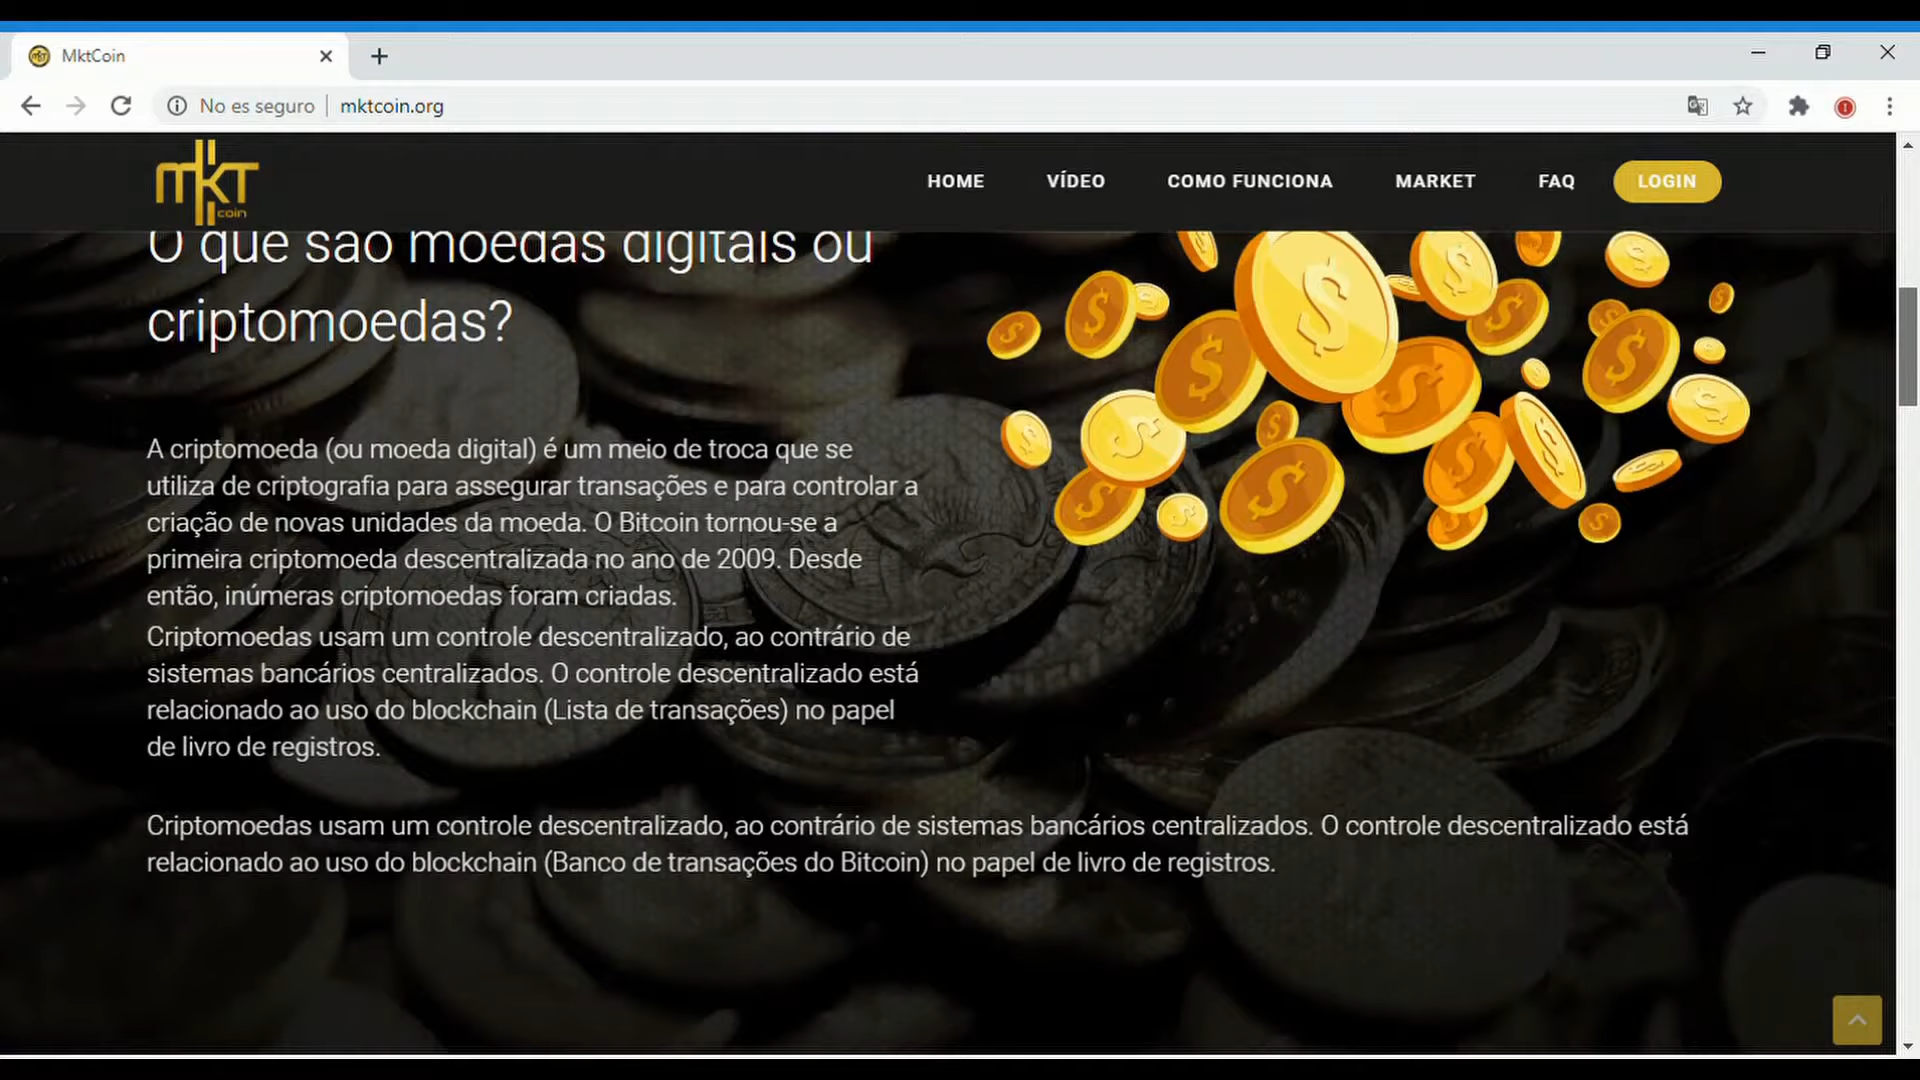 MktCoin
No es seguro
mktcoin.org
mKT
coin
HOME
VÍDEO
COMO FUNCIONA
MARKET
FAQ
LOGIN
O que são moedas digitais ou
criptomoedas?
A criptomoeda (ou moeda digital) é um meio de troca que se
utiliza de criptografia para assegurar transações e para controlar a
criação de novas unidades da moeda. O Bitcoin tornou-se a
primeira criptomoeda descentralizada no ano de 2009. Desde
então, inúmeras criptomoedas foram criadas.
Criptomoedas usam um controle descentralizado, ao contrário de
sistemas bancários centralizados. O controle descentralizado está
relacionado ao uso do blockchain (Lista de transações) no papel
de livro de registros.
Criptomoedas usam um controle descentralizado, ao contrário de sistemas bancários centralizados. O controle descentralizado está
relacionado ao uso do blockchain (Banco de transações do Bitcoin) no papel de livro de registros.